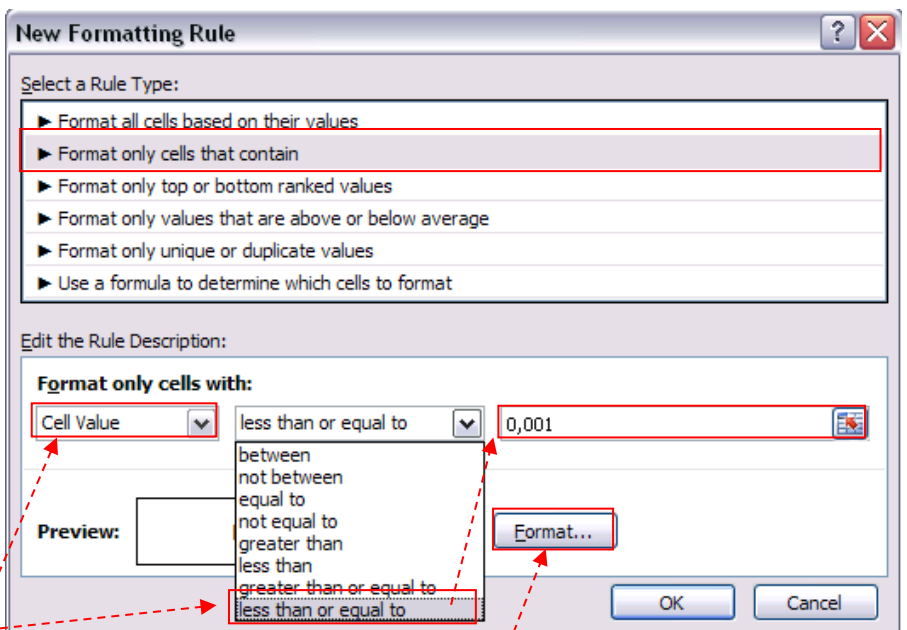 New Formatting Rule
Select a Rule Type:
► Format all cells based on their values
► Format only cells that contain
► Format only top or bottom ranked values
► Format only values that are above or below average
► Format only unique or duplicate values
► Use a formula to determine which cells to format
Edit the Rule Description:
Format only cells with:
Cell Value less than or equal to 0,001
between
not between
equal to
not equal to
greater than
less than
greater than or equal to
less than or equal to
Preview: Format...
OK Cancel